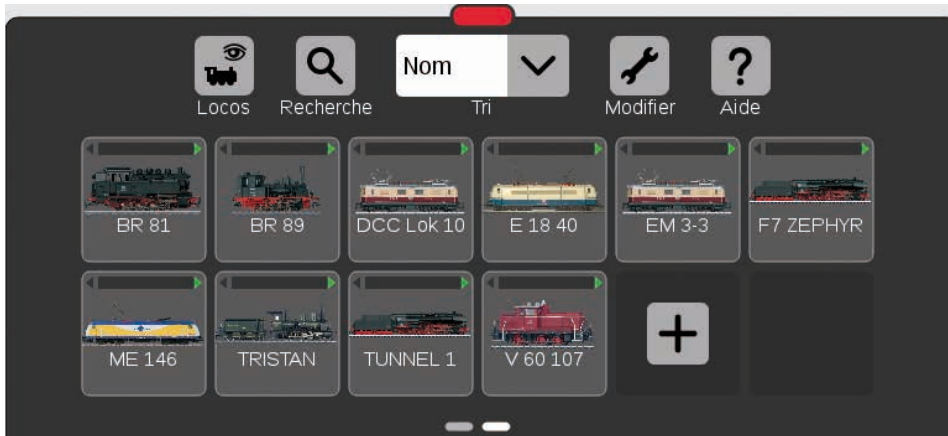 Nom
Locos Recherche Tri Modifier Aide
BR 81 BR 89 DCC Lok 10 E 18 40 EM 3-3 F7 ZEPHYR
ME 146 TRISTAN TUNNEL 1 V 60 107